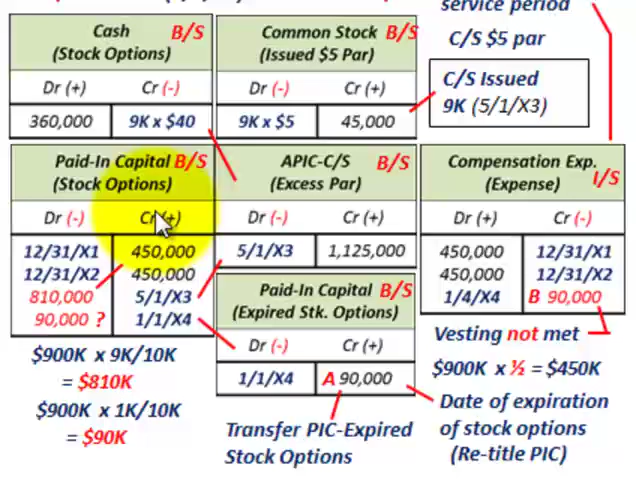 service period
Cash B/S
(Stock Options)
Dr (+) Cr (-)
360,000 9K x $40
Common Stock B/S
(Issued $5 Par)
Dr (-) Cr (+)
9K x $5 45,000
C/S $5 par
C/S Issued
9K (5/1/X3)
Paid-In Capital B/S
(Stock Options)
Dr (-) Cr (+)
12/31/X1 450,000
12/31/X2 450,000
810,000 5/1/X3
90,000 ? 1/1/X4
APIC-C/S B/S
(Excess Par)
Dr (-) Cr (+)
5/1/X3 1,125,000
Compensation Exp.
(Expense) I/S
Dr (+) Cr (-)
450,000 12/31/X1
450,000 12/31/X2
1/4/X4 B 90,000
Paid-In Capital B/S
(Expired Stk. Options)
Dr (-) Cr (+)
1/1/X4 A 90,000
$900K x 9K/10K
= $810K
$900K x 1K/10K
= $90K
Vesting not met
$900K x ½ = $450K
Transfer PIC-Expired
Stock Options
Date of expiration
of stock options
(Re-title PIC)